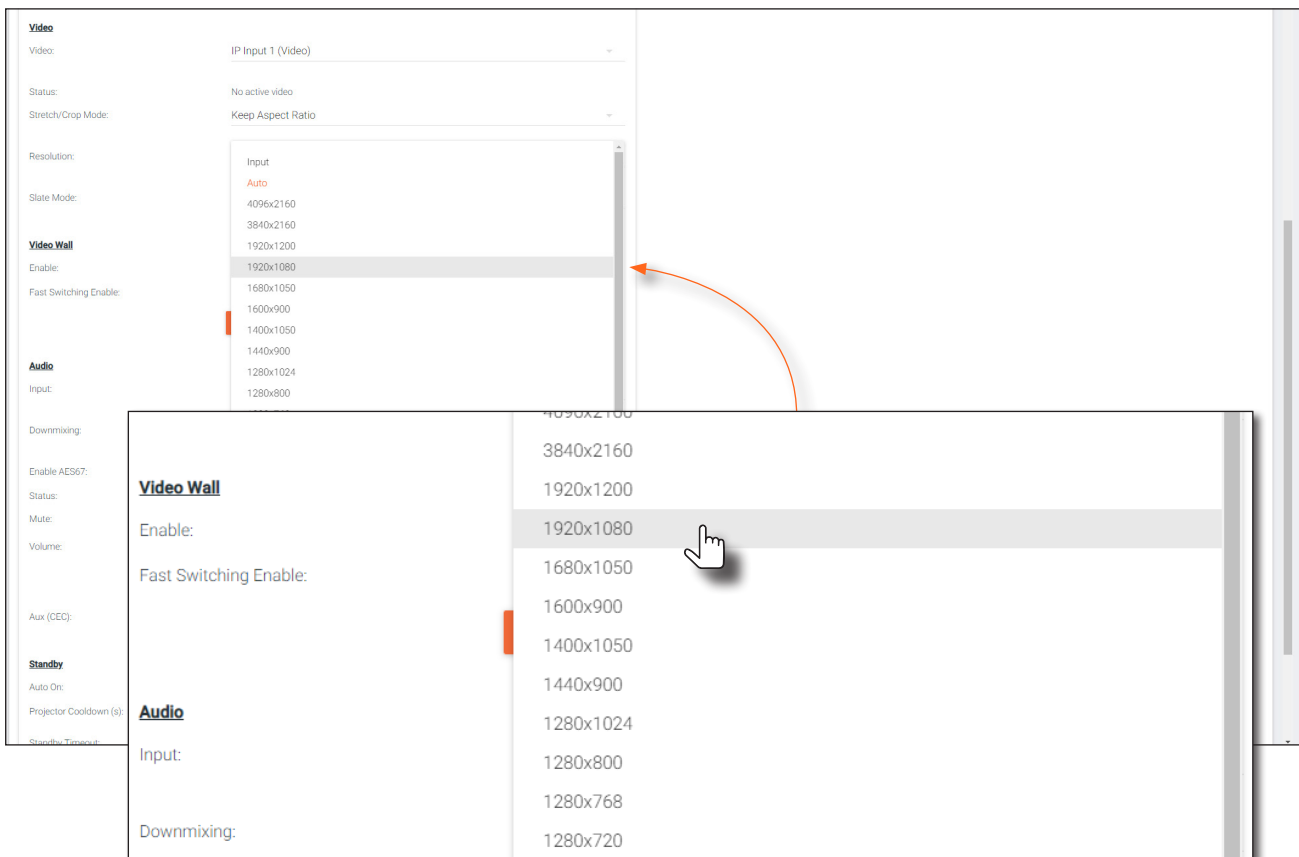 Video
Video: IP Input 1 (Video)
Status: No active video
Stretch/Crop Mode: Keep Aspect Ratio
Resolution:
Input
Auto
Slate Mode:
4096x2160
3840x2160
Video Wall 1920x1200
Enable: 1920x1080
Fast Switching Enable: 1680x1050
1600x900
1400x1050
1440x900
Audio 1280x1024
Input: 1280x800
Downmixing:
Enable AES67:
Status:
Mute:
Volume:
Aux (CEC):
Standby
Auto On:
Projector Cooldown (s):
Standby Timeout:
4096x2160
3840x2160
Video Wall 1920x1200
Enable: 1920x1080
Fast Switching Enable: 1680x1050
1600x900
1400x1050
1440x900
Audio 1280x1024
Input: 1280x800
1280x768
Downmixing: 1280x720